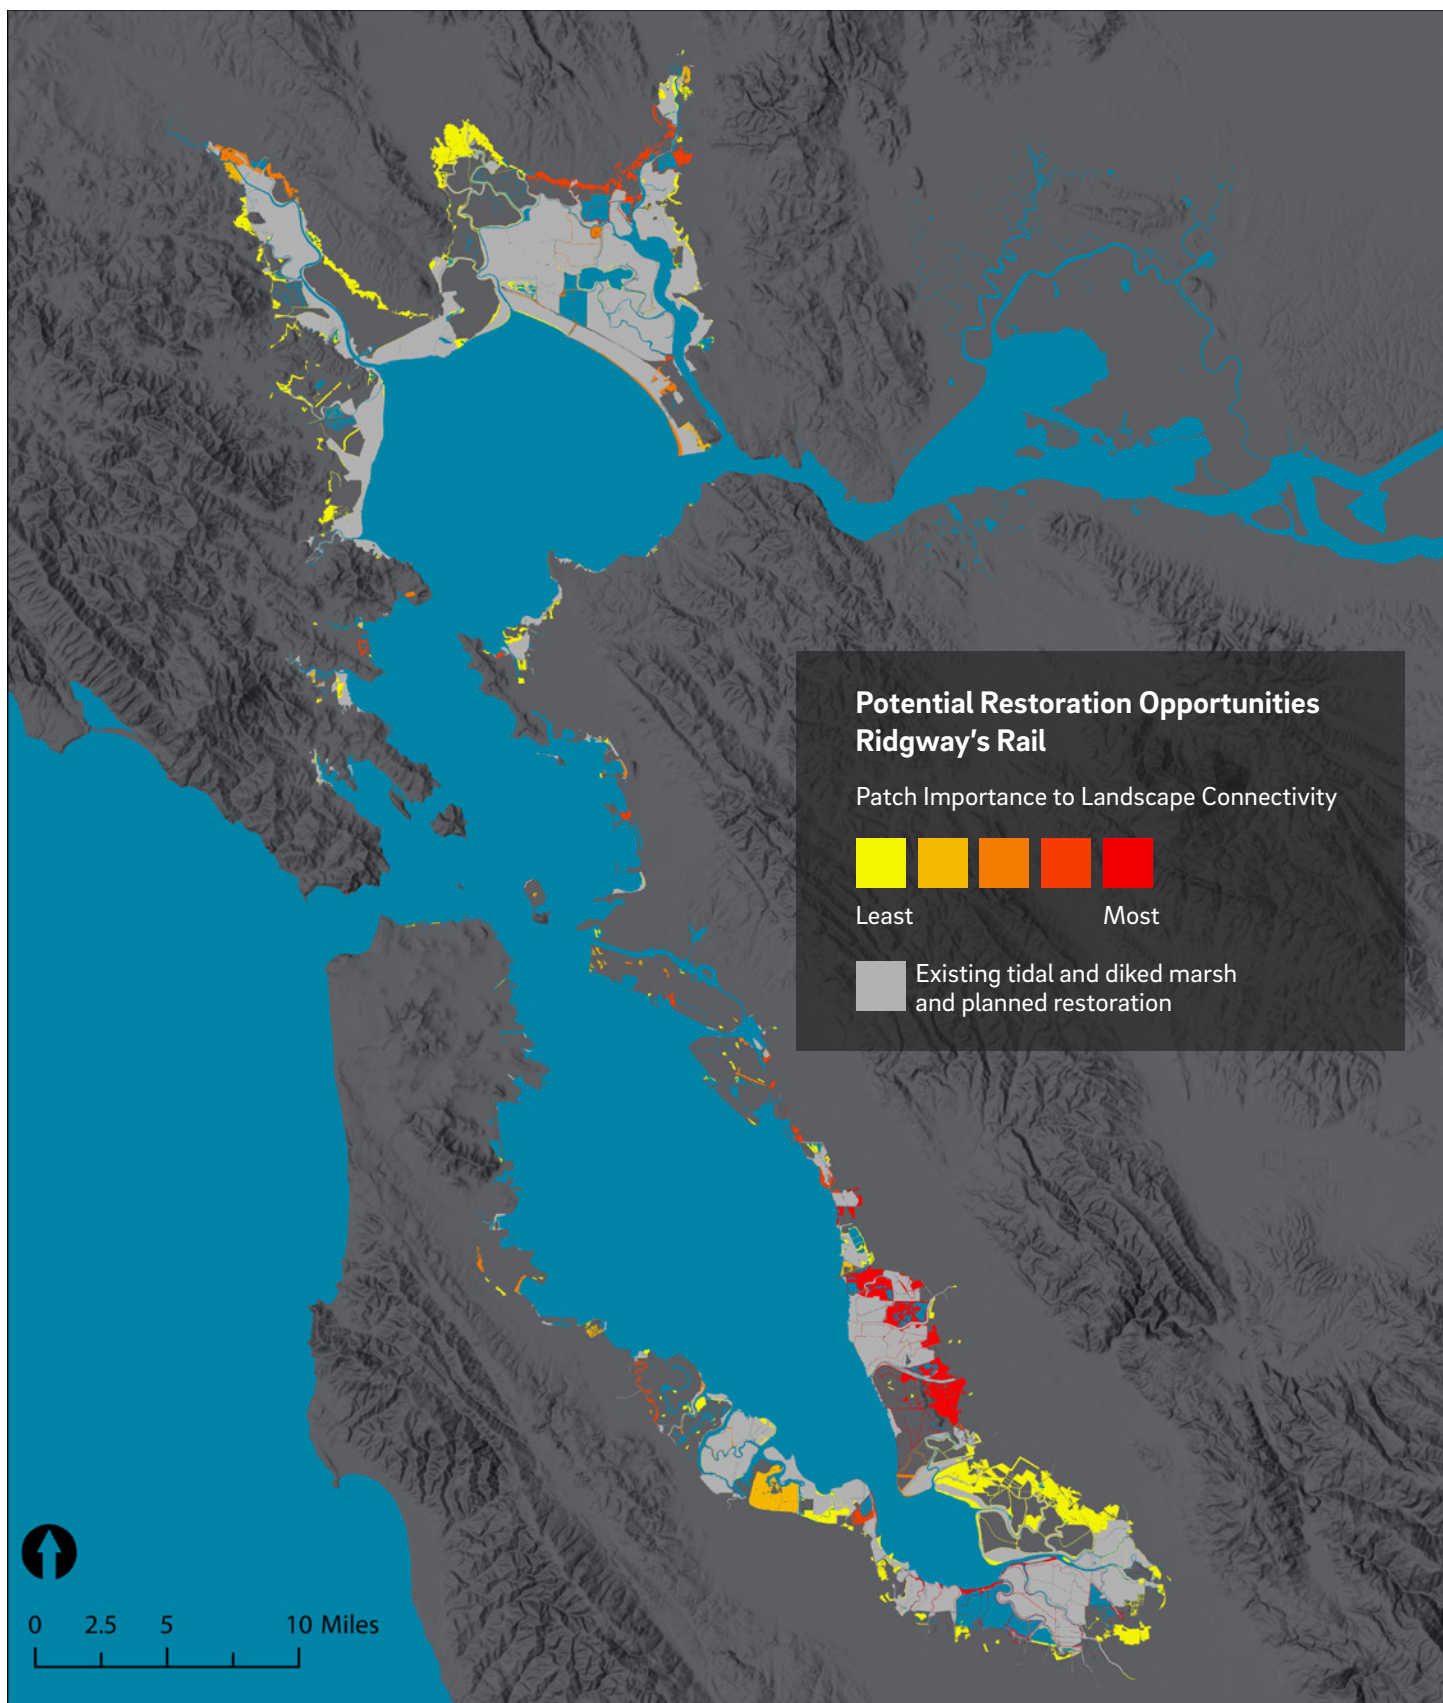 Potential Restoration Opportunities
Ridgway's Rail
Patch Importance to Landscape Connectivity
Least Most
Existing tidal and diked marsh
and planned restoration
0 2.5 5 10 Miles